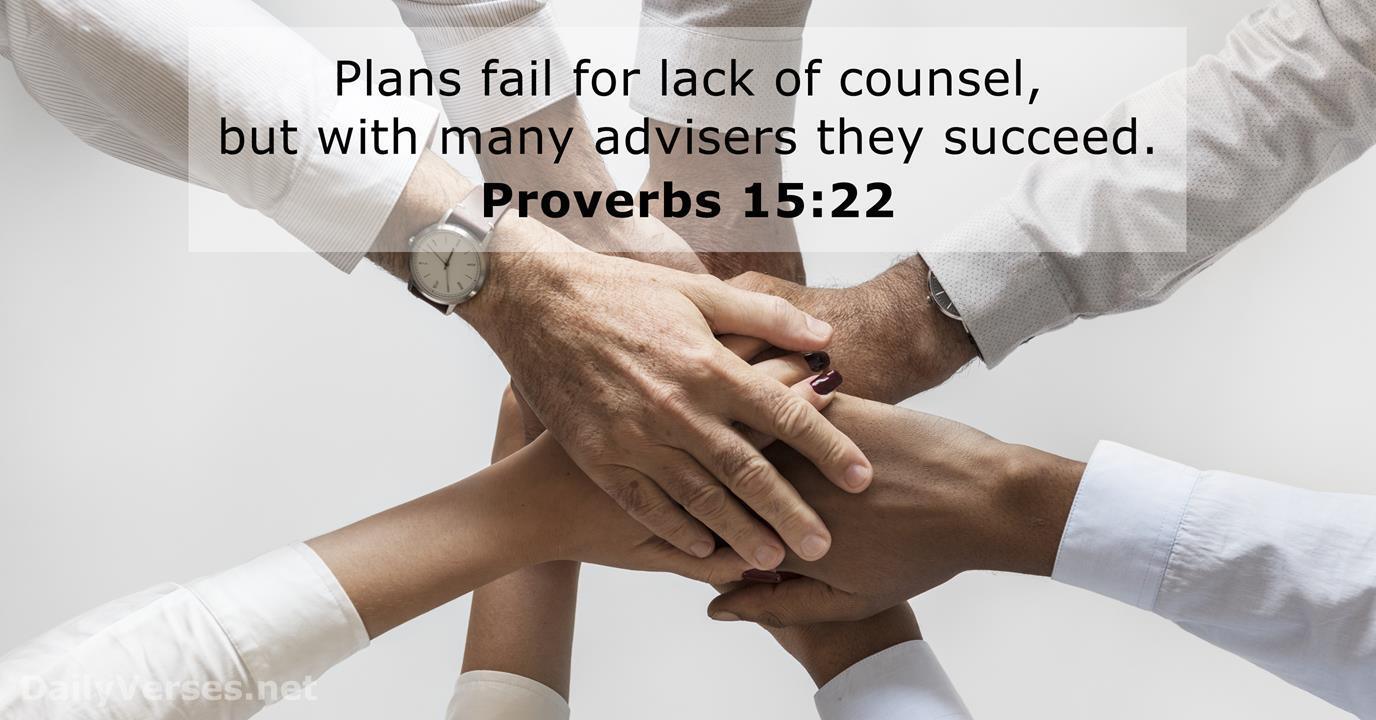 Plans fail for lack of counsel,
but with many advisers they succeed.
Proverbs 15:22
DailyVerses.net